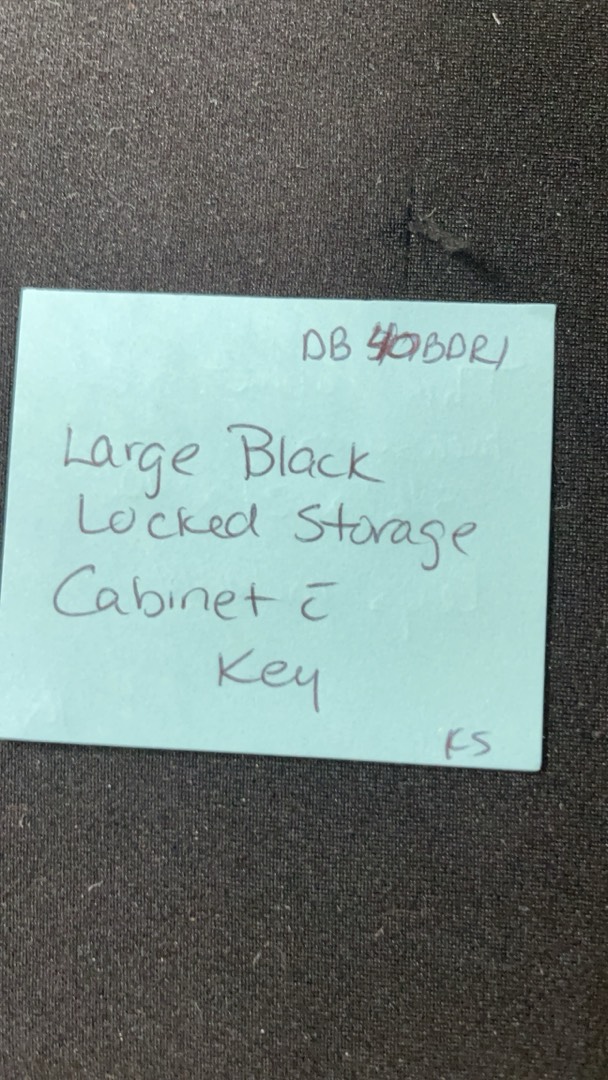 DB BDR1
Large Black
Locked Storage
Cabinet c̄
Key
KS